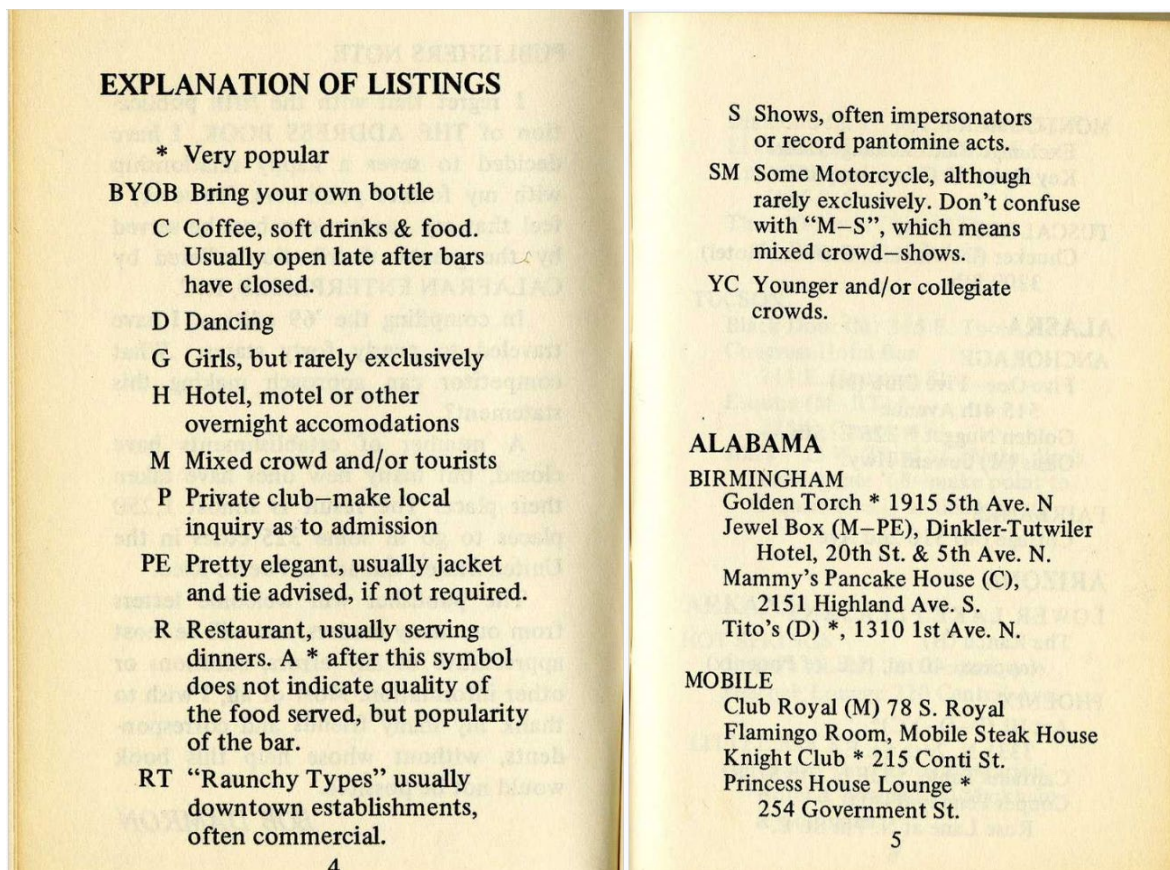 EXPLANATION OF LISTINGS
* Very popular
BYOB Bring your own bottle
C Coffee, soft drinks & food.
Usually open late after bars
have closed.
D Dancing
G Girls, but rarely exclusively
H Hotel, motel or other
overnight accomodations
M Mixed crowd and/or tourists
P Private club—make local
inquiry as to admission
PE Pretty elegant, usually jacket
and tie advised, if not required.
R Restaurant, usually serving
dinners. A * after this symbol
does not indicate quality of
the food served, but popularity
of the bar.
RT “Raunchy Types” usually
downtown establishments,
often commercial.
4
S Shows, often impersonators
or record pantomine acts.
SM Some Motorcycle, although
rarely exclusively. Don’t confuse
with “M—S”, which means
mixed crowd—shows.
YC Younger and/or collegiate
crowds.
ALABAMA
BIRMINGHAM
Golden Torch * 1915 5th Ave. N
Jewel Box (M—PE), Dinkler-Tutwiler
Hotel, 20th St. & 5th Ave. N.
Mammy’s Pancake House (C),
2151 Highland Ave. S.
Tito’s (D) *, 1310 1st Ave. N.
MOBILE
Club Royal (M) 78 S. Royal
Flamingo Room, Mobile Steak House
Knight Club * 215 Conti St.
Princess House Lounge *
254 Government St.
5